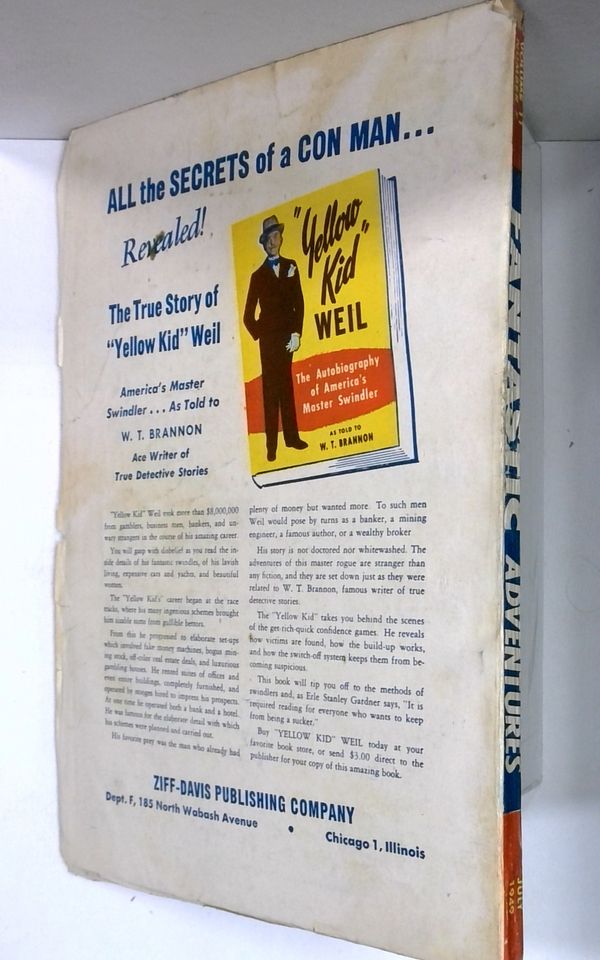 ALL the SECRETS of a CON MAN...
Revealed!
The True Story of
"Yellow Kid" Weil
America's Master
Swindler... As Told to
W. T. BRANNON
Ace Writer of
True Detective Stories
"Yellow
Kid"
WEIL
The Autobiography
of America's
Master Swindler
AS TOLD TO
W. T. BRANNON
"Yellow Kid" Weil took more than $8,000,000
from gamblers, business men, bankers, and un-
wary strangers in the course of his amazing career.
You will gasp with disbelief as you read the in-
side details of his fantastic swindles, of his lavish
living, expensive cars and yachts, and beautiful
women.
The "Yellow Kid's" career began at the race
tracks, where his many ingenious schemes brought
him sizable sums from gullible bettors.
From this he progressed to elaborate set-ups
which involved fake money machines, bogus min-
ing stock, off-color real estate deals, and luxurious
gambling houses. He rented suites of offices and
even entire buildings, completely furnished, and
operated by stooges hired to impress his prospects.
At one time he operated both a bank and a hotel.
He was famous for the elaborate detail with which
his schemes were planned and carried out.
His favorite prey was the man who already had
plenty of money but wanted more. To such men
Weil would pose by turns as a banker, a mining
engineer, a famous author, or a wealthy broker
His story is not doctored nor whitewashed. The
adventures of this master rogue are stranger than
any fiction, and they are set down just as they were
related to W. T. Brannon, famous writer of true
detective stories.
The "Yellow Kid" takes you behind the scenes
of the get-rich-quick confidence games. He reveals
how victims are found, how the build-up works,
and how the switch-off system keeps them from be-
coming suspicious.
This book will tip you off to the methods of
swindlers and, as Erle Stanley Gardner says, "It is
required reading for everyone who wants to keep
from being a sucker."
Buy "YELLOW KID" WEIL today at your
favorite book store, or send $3.00 direct to the
publisher for your copy of this amazing book.
ZIFF-DAVIS PUBLISHING COMPANY
Dept. F, 185 North Wabash Avenue • Chicago 1, Illinois
FANTASTIC ADVENTURES
JULY
1949